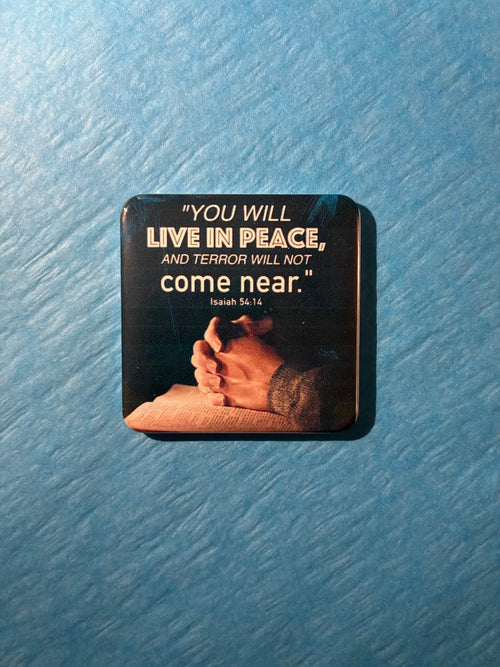 "YOU WILL
LIVE IN PEACE,
AND TERROR WILL NOT
come near."
Isaiah 54:14